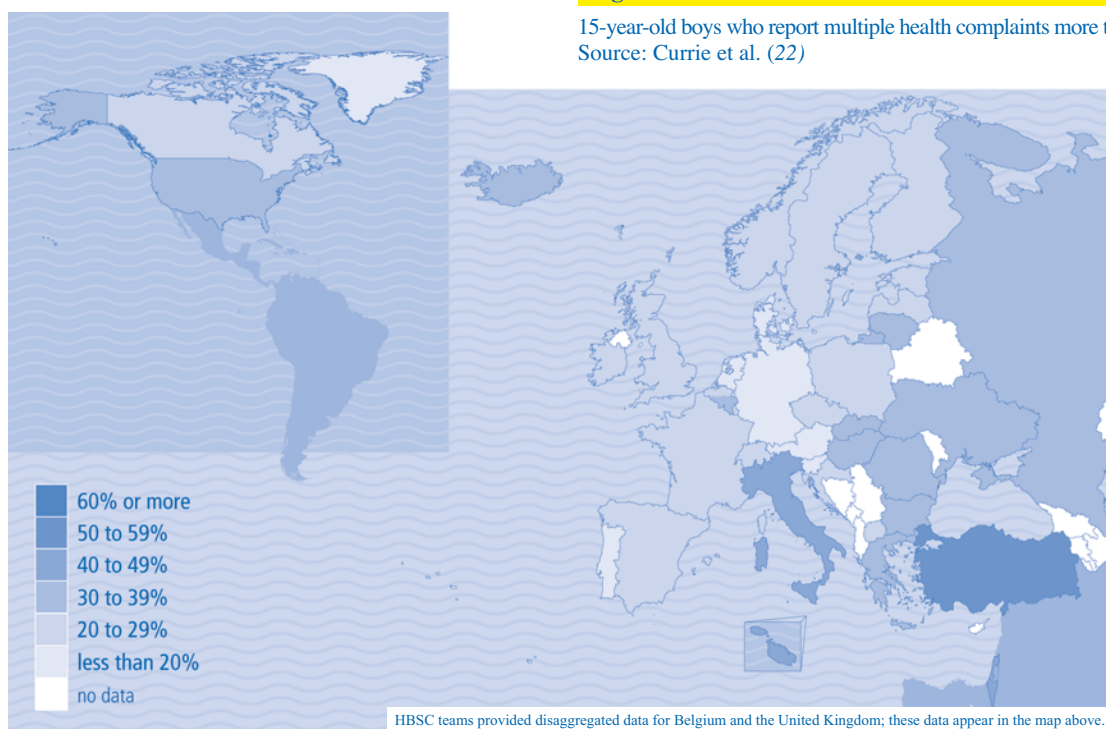 15-year-old boys who report multiple health complaints more
Source: Currie et al. (22)
60% or more
50 to 59%
40 to 49%
30 to 39%
20 to 29%
less than 20%
no data
HBSC teams provided disaggregated data for Belgium and the United Kingdom; these data appear in the map above.